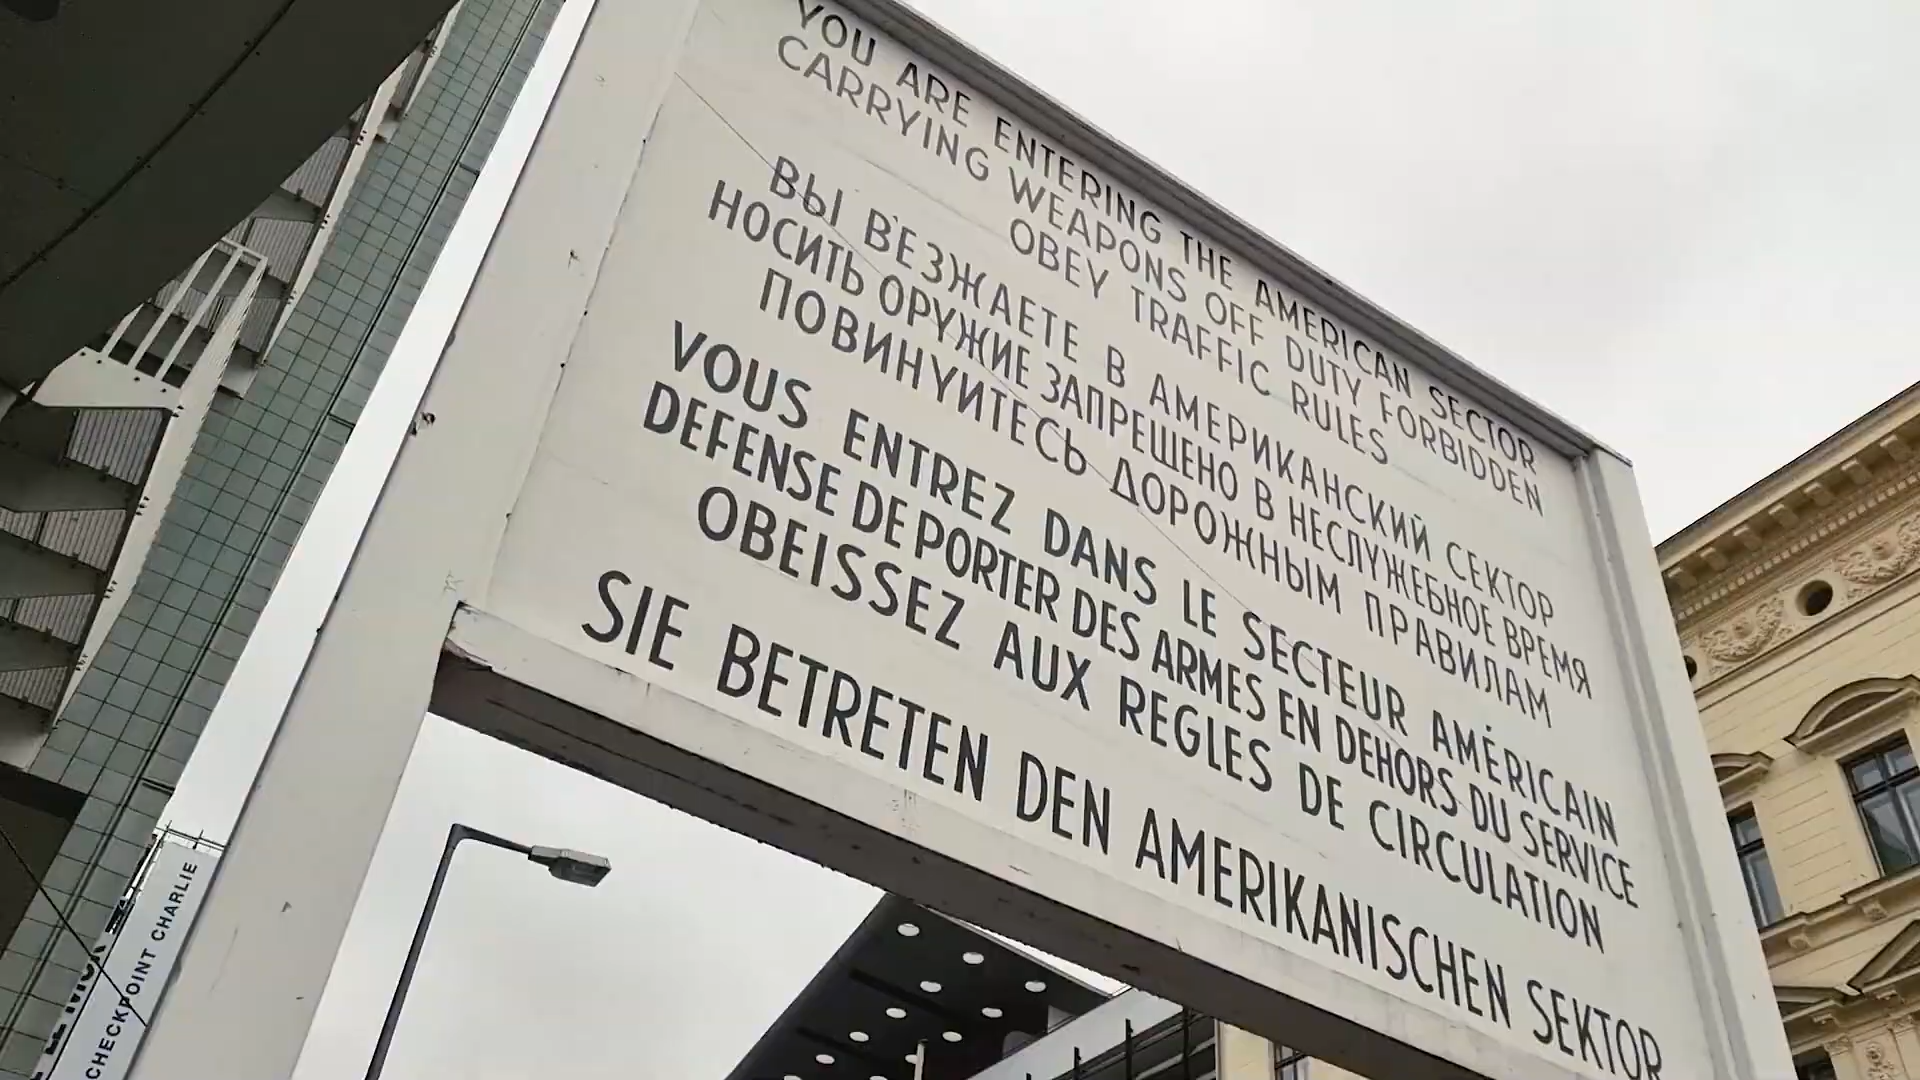 YOU ARE ENTERING THE AMERICAN SECTOR
CARRYING WEAPONS OFF DUTY FORBIDDEN
OBEY TRAFFIC RULES
ВЫ В'ЕЗЖАЕТЕ В АМЕРИКАНСКИЙ СЕКТОР
НОСИТЬ ОРУЖИЕ ЗАПРЕЩЕНО В НЕСЛУЖЕБНОЕ ВРЕМЯ
ПОВИНУИТЕСЬ ДОРОЖНЫМ ПРАВИЛАМ
VOUS ENTREZ DANS LE SECTEUR AMÉRICAIN
DEFENSE DE PORTER DES ARMES EN DEHORS DU SERVICE
OBEISSEZ AUX REGLES DE CIRCULATION
SIE BETRETEN DEN AMERIKANISCHEN SEKTOR
CHECKPOINT CHARLIE